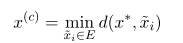 x^{(c)} = \min_{\tilde{x}_i \in E} d(x^*, \tilde{x}_i)